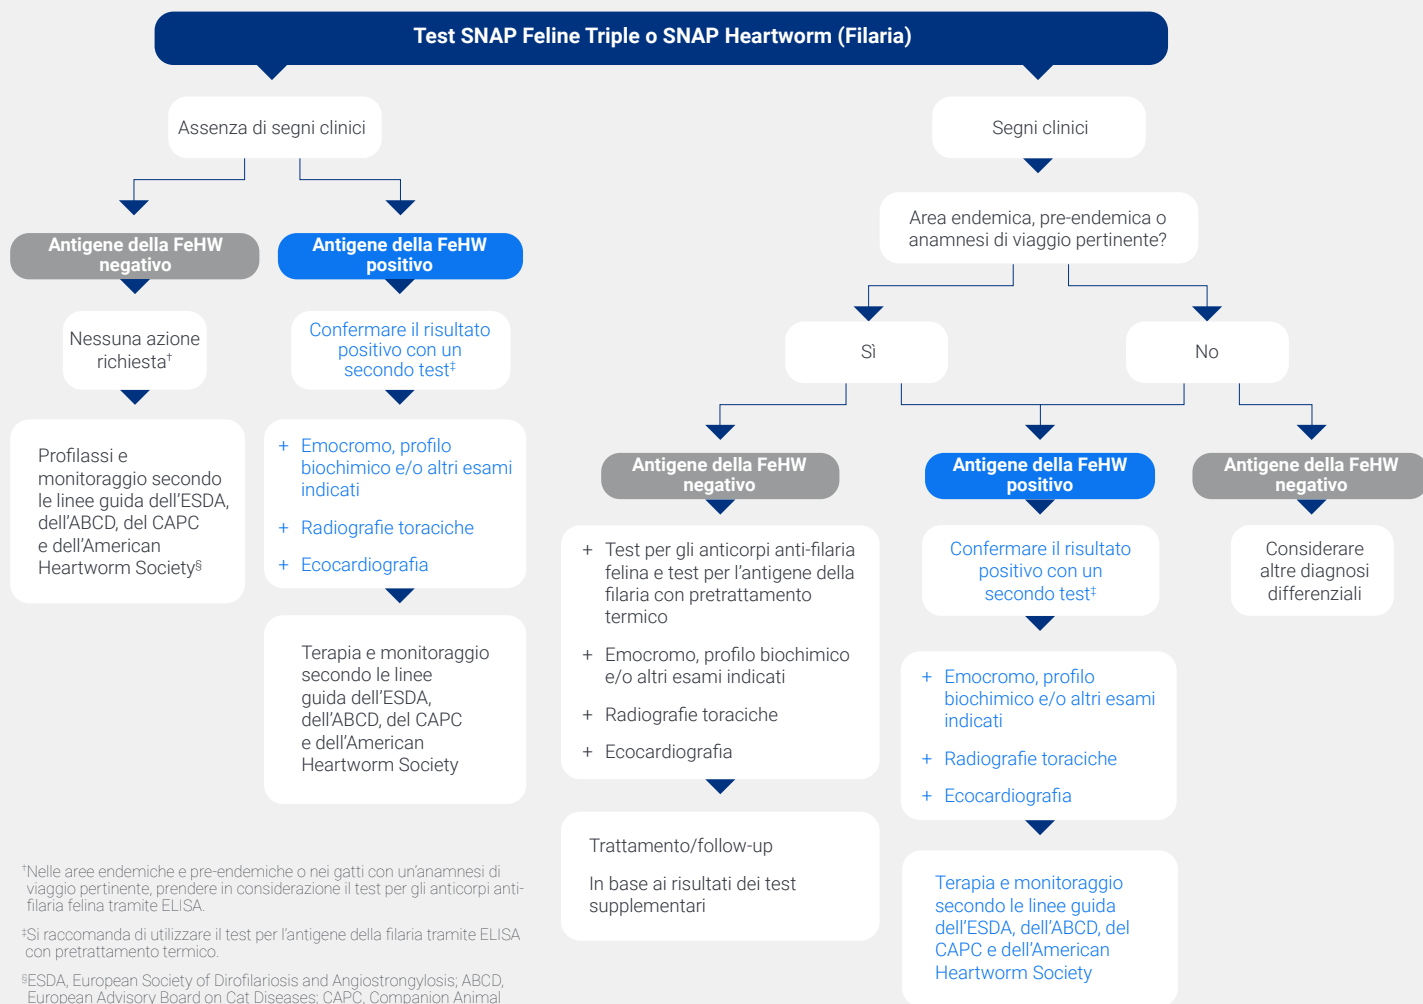 Test SNAP Feline Triple o SNAP Heartworm (Filaria)
Assenza di segni clinici
Antigene della FeHW
negativo
Nessuna azione
richiesta†
Profilassi e
monitoraggio secondo
le linee guida dell'ESDA,
dell'ABCD, del CAPC
e dell'American
Heartworm Society§
Antigene della FeHW
positivo
Confermare il risultato
positivo con un
secondo test‡
+ Emocromo, profilo
biochimico e/o altri esami
indicati
+ Radiografie toraciche
+ Ecocardiografia
Terapia e monitoraggio
secondo le linee
guida dell'ESDA,
dell'ABCD, del CAPC
e dell'American
Heartworm Society
Segni clinici
Area endemica, pre-endemica o
anamnesi di viaggio pertinente?
Sì
No
Antigene della FeHW
negativo
+ Test per gli anticorpi anti-filaria
felina e test per l'antigene della
filaria con pretrattamento
termico
+ Emocromo, profilo biochimico
e/o altri esami indicati
+ Radiografie toraciche
+ Ecocardiografia
Trattamento/follow-up
In base ai risultati dei test
supplementari
Antigene della FeHW
positivo
Confermare il risultato
positivo con un
secondo test‡
+ Emocromo, profilo
biochimico e/o altri esami
indicati
+ Radiografie toraciche
+ Ecocardiografia
Terapia e monitoraggio
secondo le linee guida
dell'ESDA, dell'ABCD, del
CAPC e dell'American
Heartworm Society
Antigene della FeHW
negativo
Considerare
altre diagnosi
differenziali
†Nelle aree endemiche e pre-endemiche o nei gatti con un'anamnesi di
viaggio pertinente, prendere in considerazione il test per gli anticorpi anti-
filaria felina tramite ELISA.
‡Si raccomanda di utilizzare il test per l'antigene della filaria tramite ELISA
con pretrattamento termico.
§ESDA, European Society of Dirofilariosis and Angiostrongylosis; ABCD,
European Advisory Board on Cat Diseases; CAPC, Companion Animal